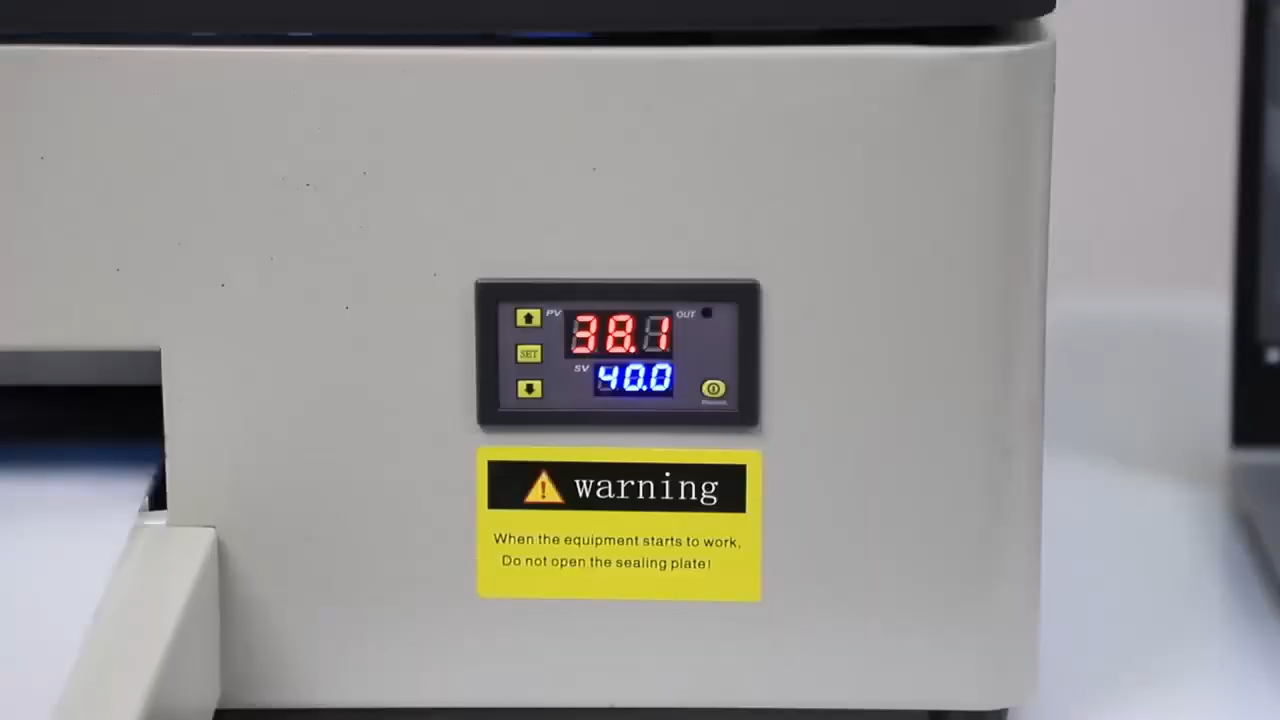 PV 38.1 OUT
SET
SV 40.0
warning
When the equipment starts to work,
Do not open the sealing plate!